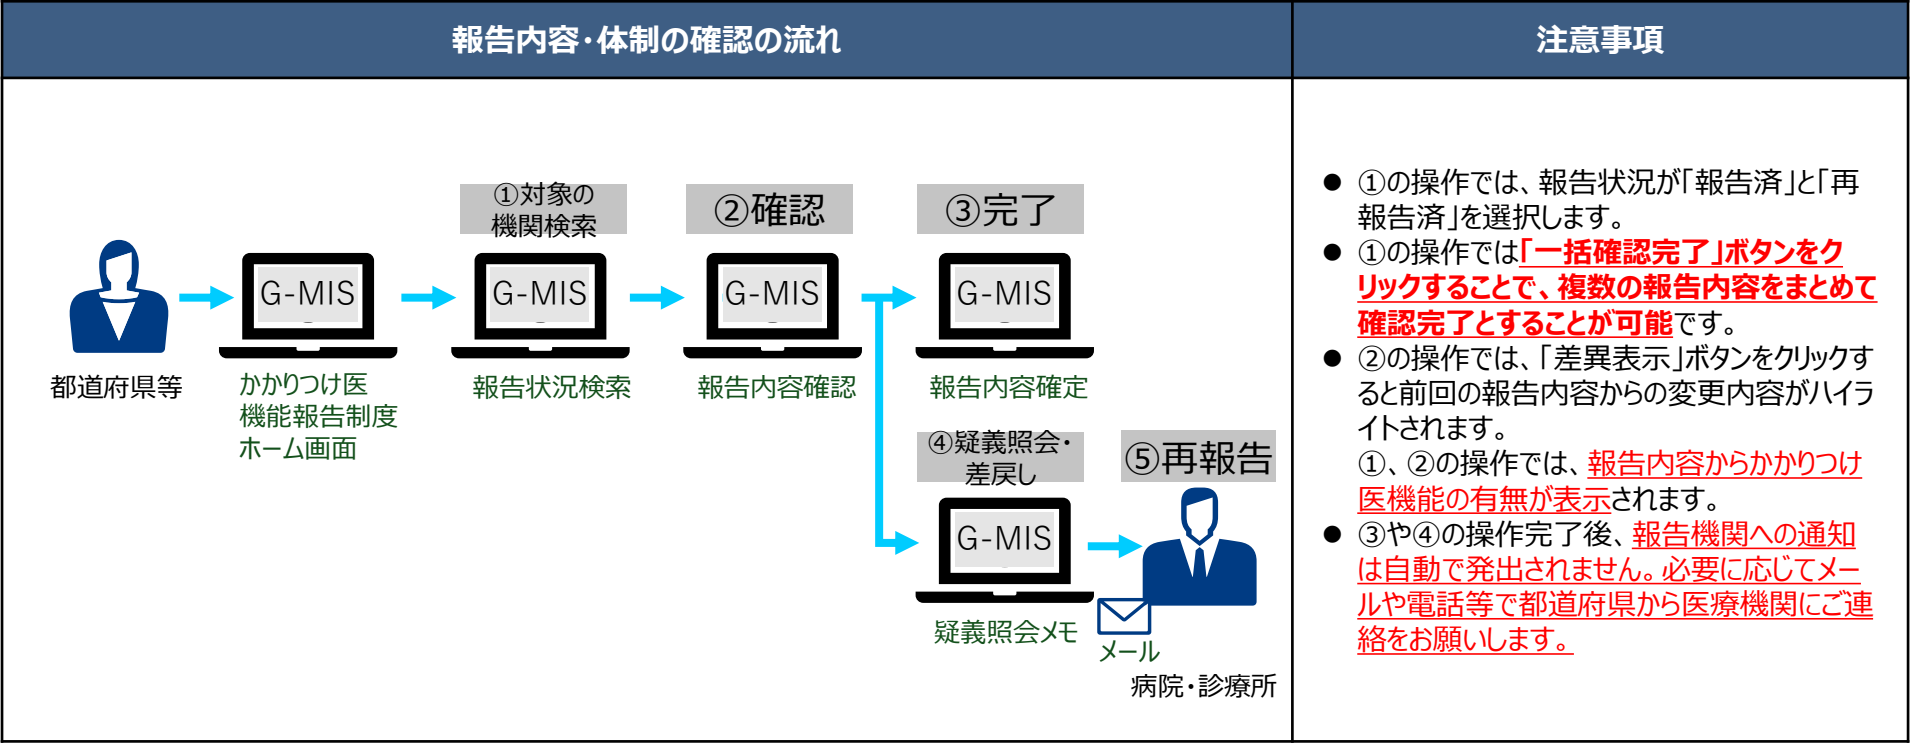 報告内容・体制の確認の流れ
注意事項
①対象の
機関検索
②確認
③完了
G-MIS
G-MIS
G-MIS
G-MIS
都道府県等
かかりつけ医
機能報告制度
ホーム画面
報告状況検索
報告内容確認
報告内容確定
④疑義照会・
差戻し
⑤再報告
G-MIS
疑義照会メモ
メール
病院・診療所
● ①の操作では、報告状況が「報告済」と「再
報告済」を選択します。
● ①の操作では「一括確認完了」ボタンをク
リックすることで、複数の報告内容をまとめて
確認完了とすることが可能です。
● ②の操作では、「差異表示」ボタンをクリックす
ると前回の報告内容からの変更内容がハイラ
イトされます。
①、②の操作では、報告内容からかかりつけ
医機能の有無が表示されます。
● ③や④の操作完了後、報告機関への通知
は自動で発出されません。必要に応じてメー
ルや電話等で都道府県から医療機関にご連
絡をお願いします。